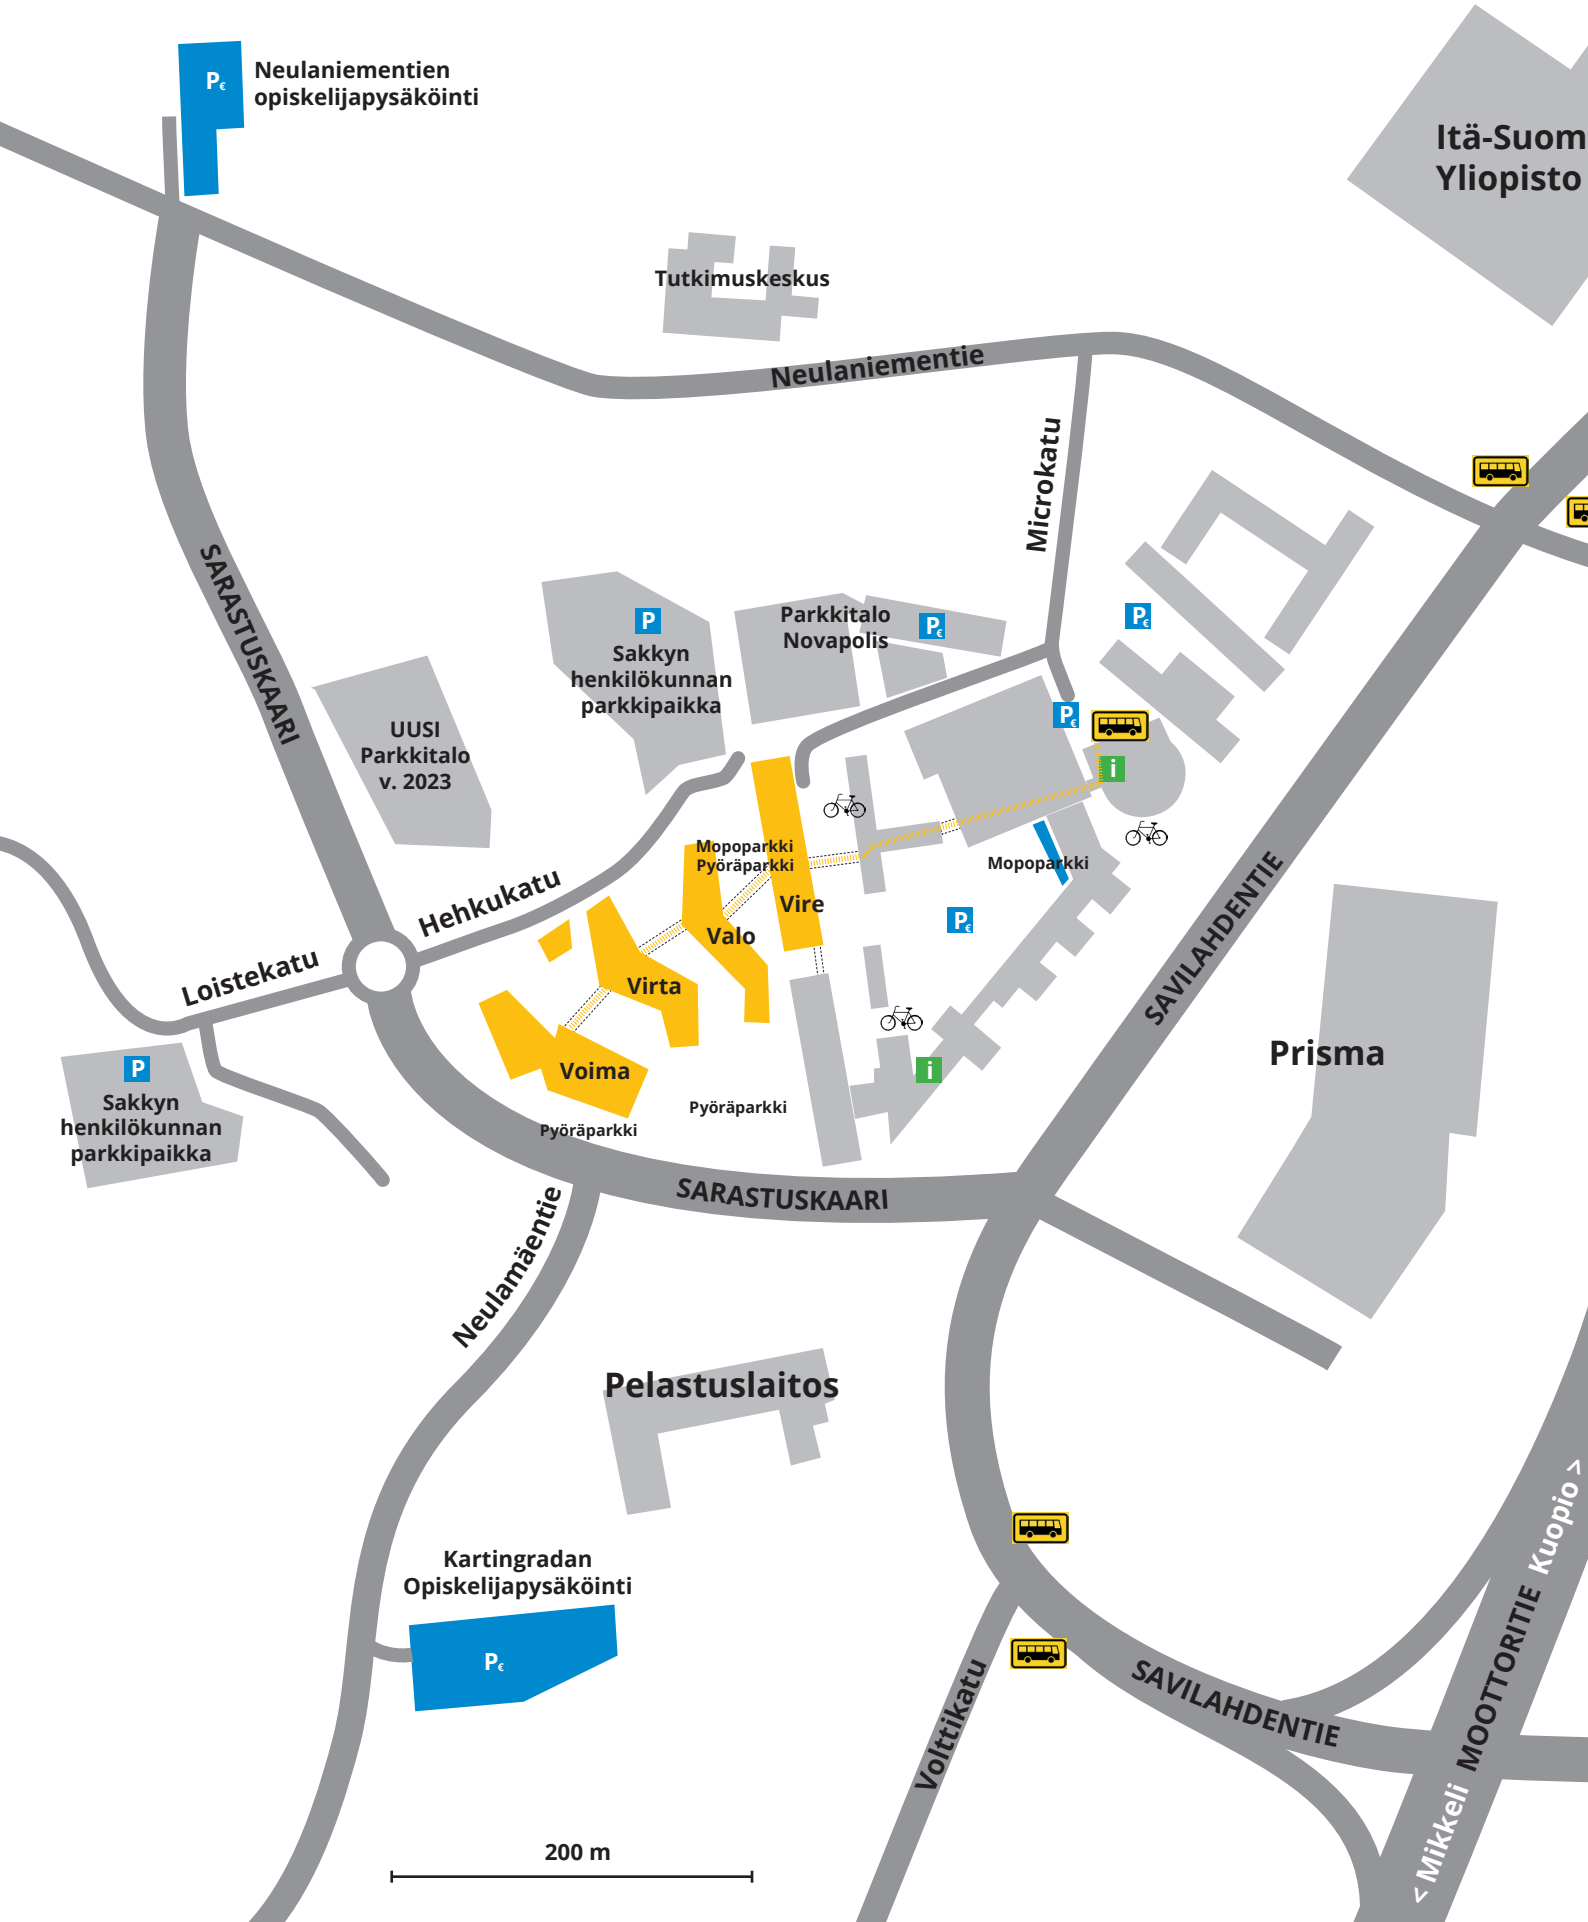 P€
Neulaniementien
opiskelijapysäköinti
Itä-Suom
Yliopisto
Tutkimuskeskus
Neulaniementie
Microkatu
SARASTUSKAARI
P
Sakkyn
henkilökunnan
parkkipaikka
Parkkitalo
Novapolis
P€
P€
UUSI
Parkkitalo
v. 2023
P€
i
Mopoparkki
Pyöräparkki
Mopoparkki
Vire
P€
Valo
Hehkukatu
Loistekatu
Virta
SAVILAHDENTIE
Prisma
P
Sakkyn
henkilökunnan
parkkipaikka
Voima
i
Pyöräparkki
Pyöräparkki
SARASTUSKAARI
Neulamäentie
Pelastuslaitos
Kartingradan
Opiskelijapysäköinti
P€
Volttikatu
SAVILAHDENTIE
< Mikkeli MOOTTORITIE Kuopio >
200 m